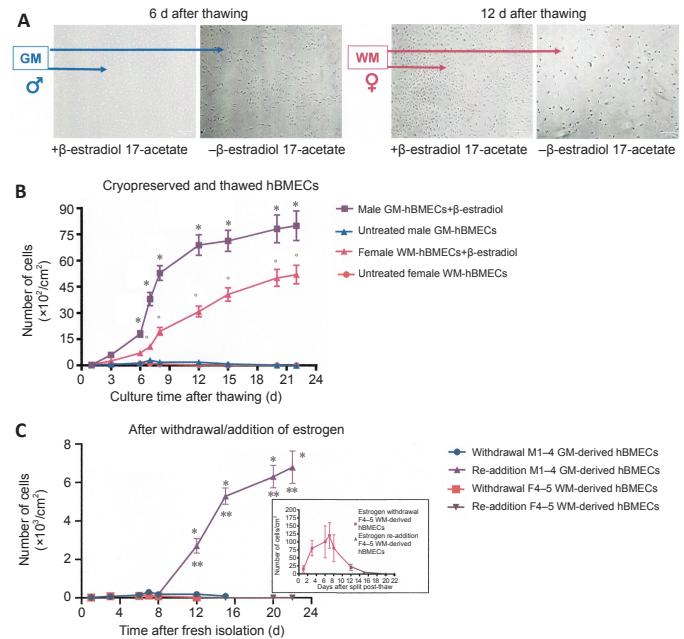 A
6 d after thawing
12 d after thawing
GM
♂
WM
♀
+β-estradiol 17-acetate
–β-estradiol 17-acetate
+β-estradiol 17-acetate
–β-estradiol 17-acetate
B
Cryopreserved and thawed hBMECs
Number of cells
(×10²/cm²)
90
75
60
45
30
15
0
0 3 6 9 12 15 18 21 24
Culture time after thawing (d)
* * * * * * *
° ° ° ° ° °
Male GM-hBMECs+β-estradiol
Untreated male GM-hBMECs
Female WM-hBMECs+β-estradiol
Untreated female WM-hBMECs
C
After withdrawal/addition of estrogen
Number of cells
(×10³/cm²)
8
6
4
2
0
0 4 8 12 16 20 24
Time after fresh isolation (d)
* * * *
** ** ** **
Withdrawal M1–4 GM-derived hBMECs
Re-addition M1–4 GM-derived hBMECs
Withdrawal F4–5 WM-derived hBMECs
Re-addition F4–5 WM-derived hBMECs
Number of cells/cm²
200
175
150
125
100
75
50
25
0
0 2 4 6 8 10 12 14 16 18 20 22
Days after split post-thaw
Estrogen withdrawal
F4–5 WM-derived
hBMECs
Estrogen re-addition
F4–5 WM-derived
hBMECs